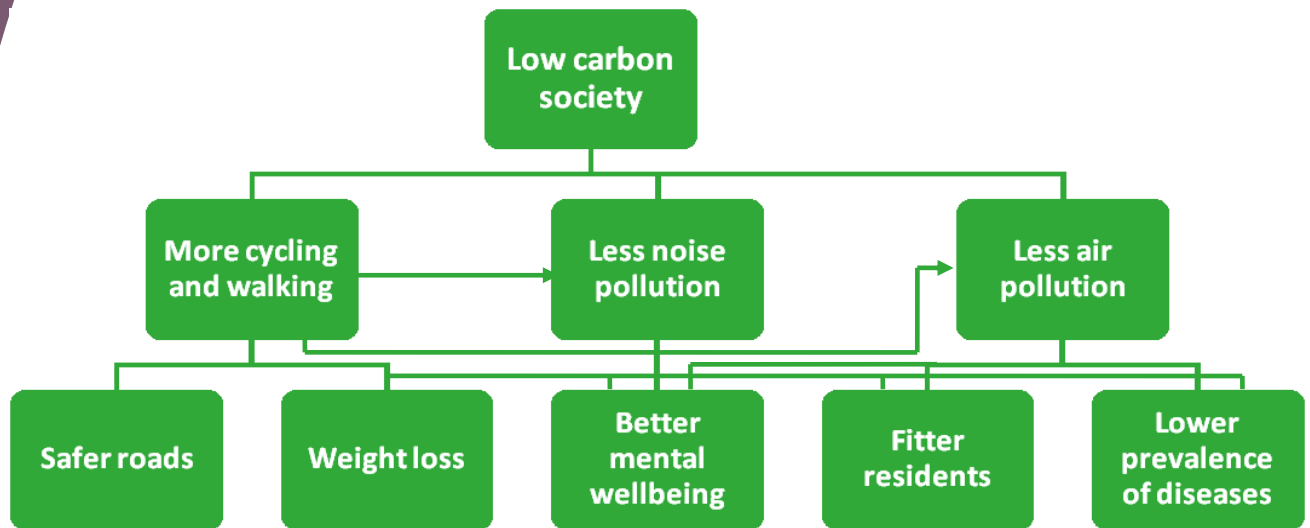 Low carbon
society
More cycling
and walking
Less noise
pollution
Less air
pollution
Safer roads
Weight loss
Better
mental
wellbeing
Fitter
residents
Lower
prevalence
of diseases